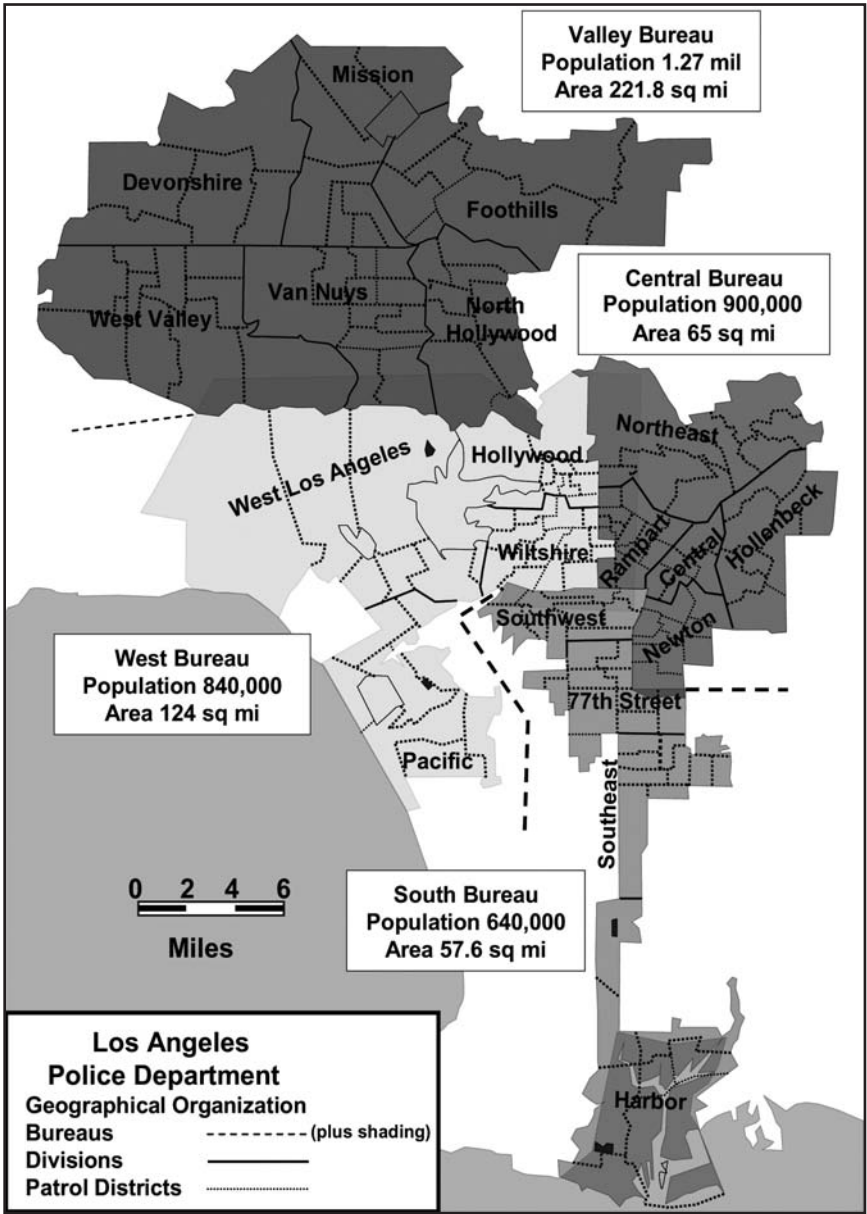 Valley Bureau
Population 1.27 mil
Area 221.8 sq mi
Mission
Devonshire
Foothills
Central Bureau
Population 900,000
Area 65 sq mi
West Valley
Van Nuys
North
Hollywood
Northeast
West Los Angeles
Hollywood
Hollenbeck
Wiltshire
Rampart
Central
Southwest
Newton
West Bureau
Population 840,000
Area 124 sq mi
77th Street
Pacific
Southeast
0 2 4 6
Miles
South Bureau
Population 640,000
Area 57.6 sq mi
Los Angeles
Police Department
Geographical Organization
Bureaus (plus shading)
Divisions
Patrol Districts
Harbor